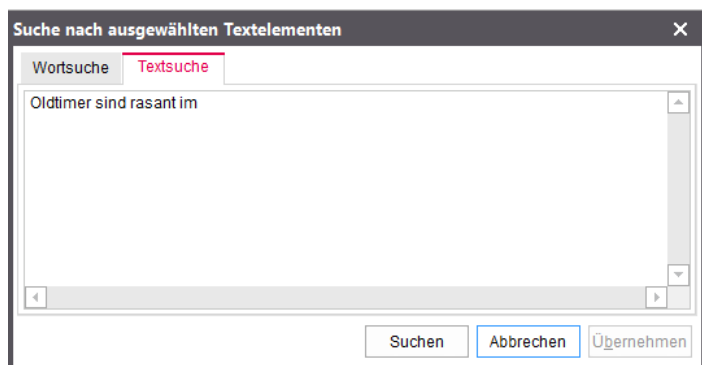 Suche nach ausgewählten Textelementen
Wortsuche Textsuche
Oldtimer sind rasant im
Suchen Abbrechen Übernehmen